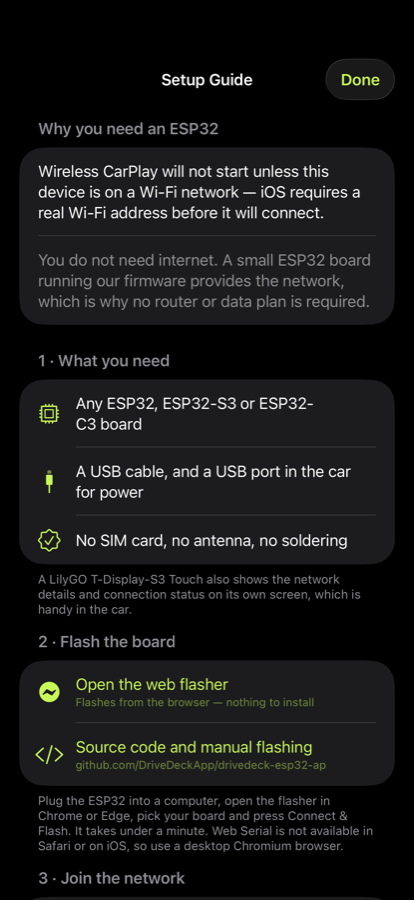 Setup Guide
Done
Why you need an ESP32
Wireless CarPlay will not start unless this
device is on a Wi-Fi network — iOS requires a
real Wi-Fi address before it will connect.
You do not need internet. A small ESP32 board
running our firmware provides the network,
which is why no router or data plan is required.
1 · What you need
Any ESP32, ESP32-S3 or ESP32-
C3 board
A USB cable, and a USB port in the car
for power
No SIM card, no antenna, no soldering
A LilyGO T-Display-S3 Touch also shows the network
details and connection status on its own screen, which is
handy in the car.
2 · Flash the board
Open the web flasher
Flashes from the browser — nothing to install
Source code and manual flashing
github.com/DriveDeckApp/drivedeck-esp32-ap
Plug the ESP32 into a computer, open the flasher in
Chrome or Edge, pick your board and press Connect &
Flash. It takes under a minute. Web Serial is not available in
Safari or on iOS, so use a desktop Chromium browser.
3 · Join the network